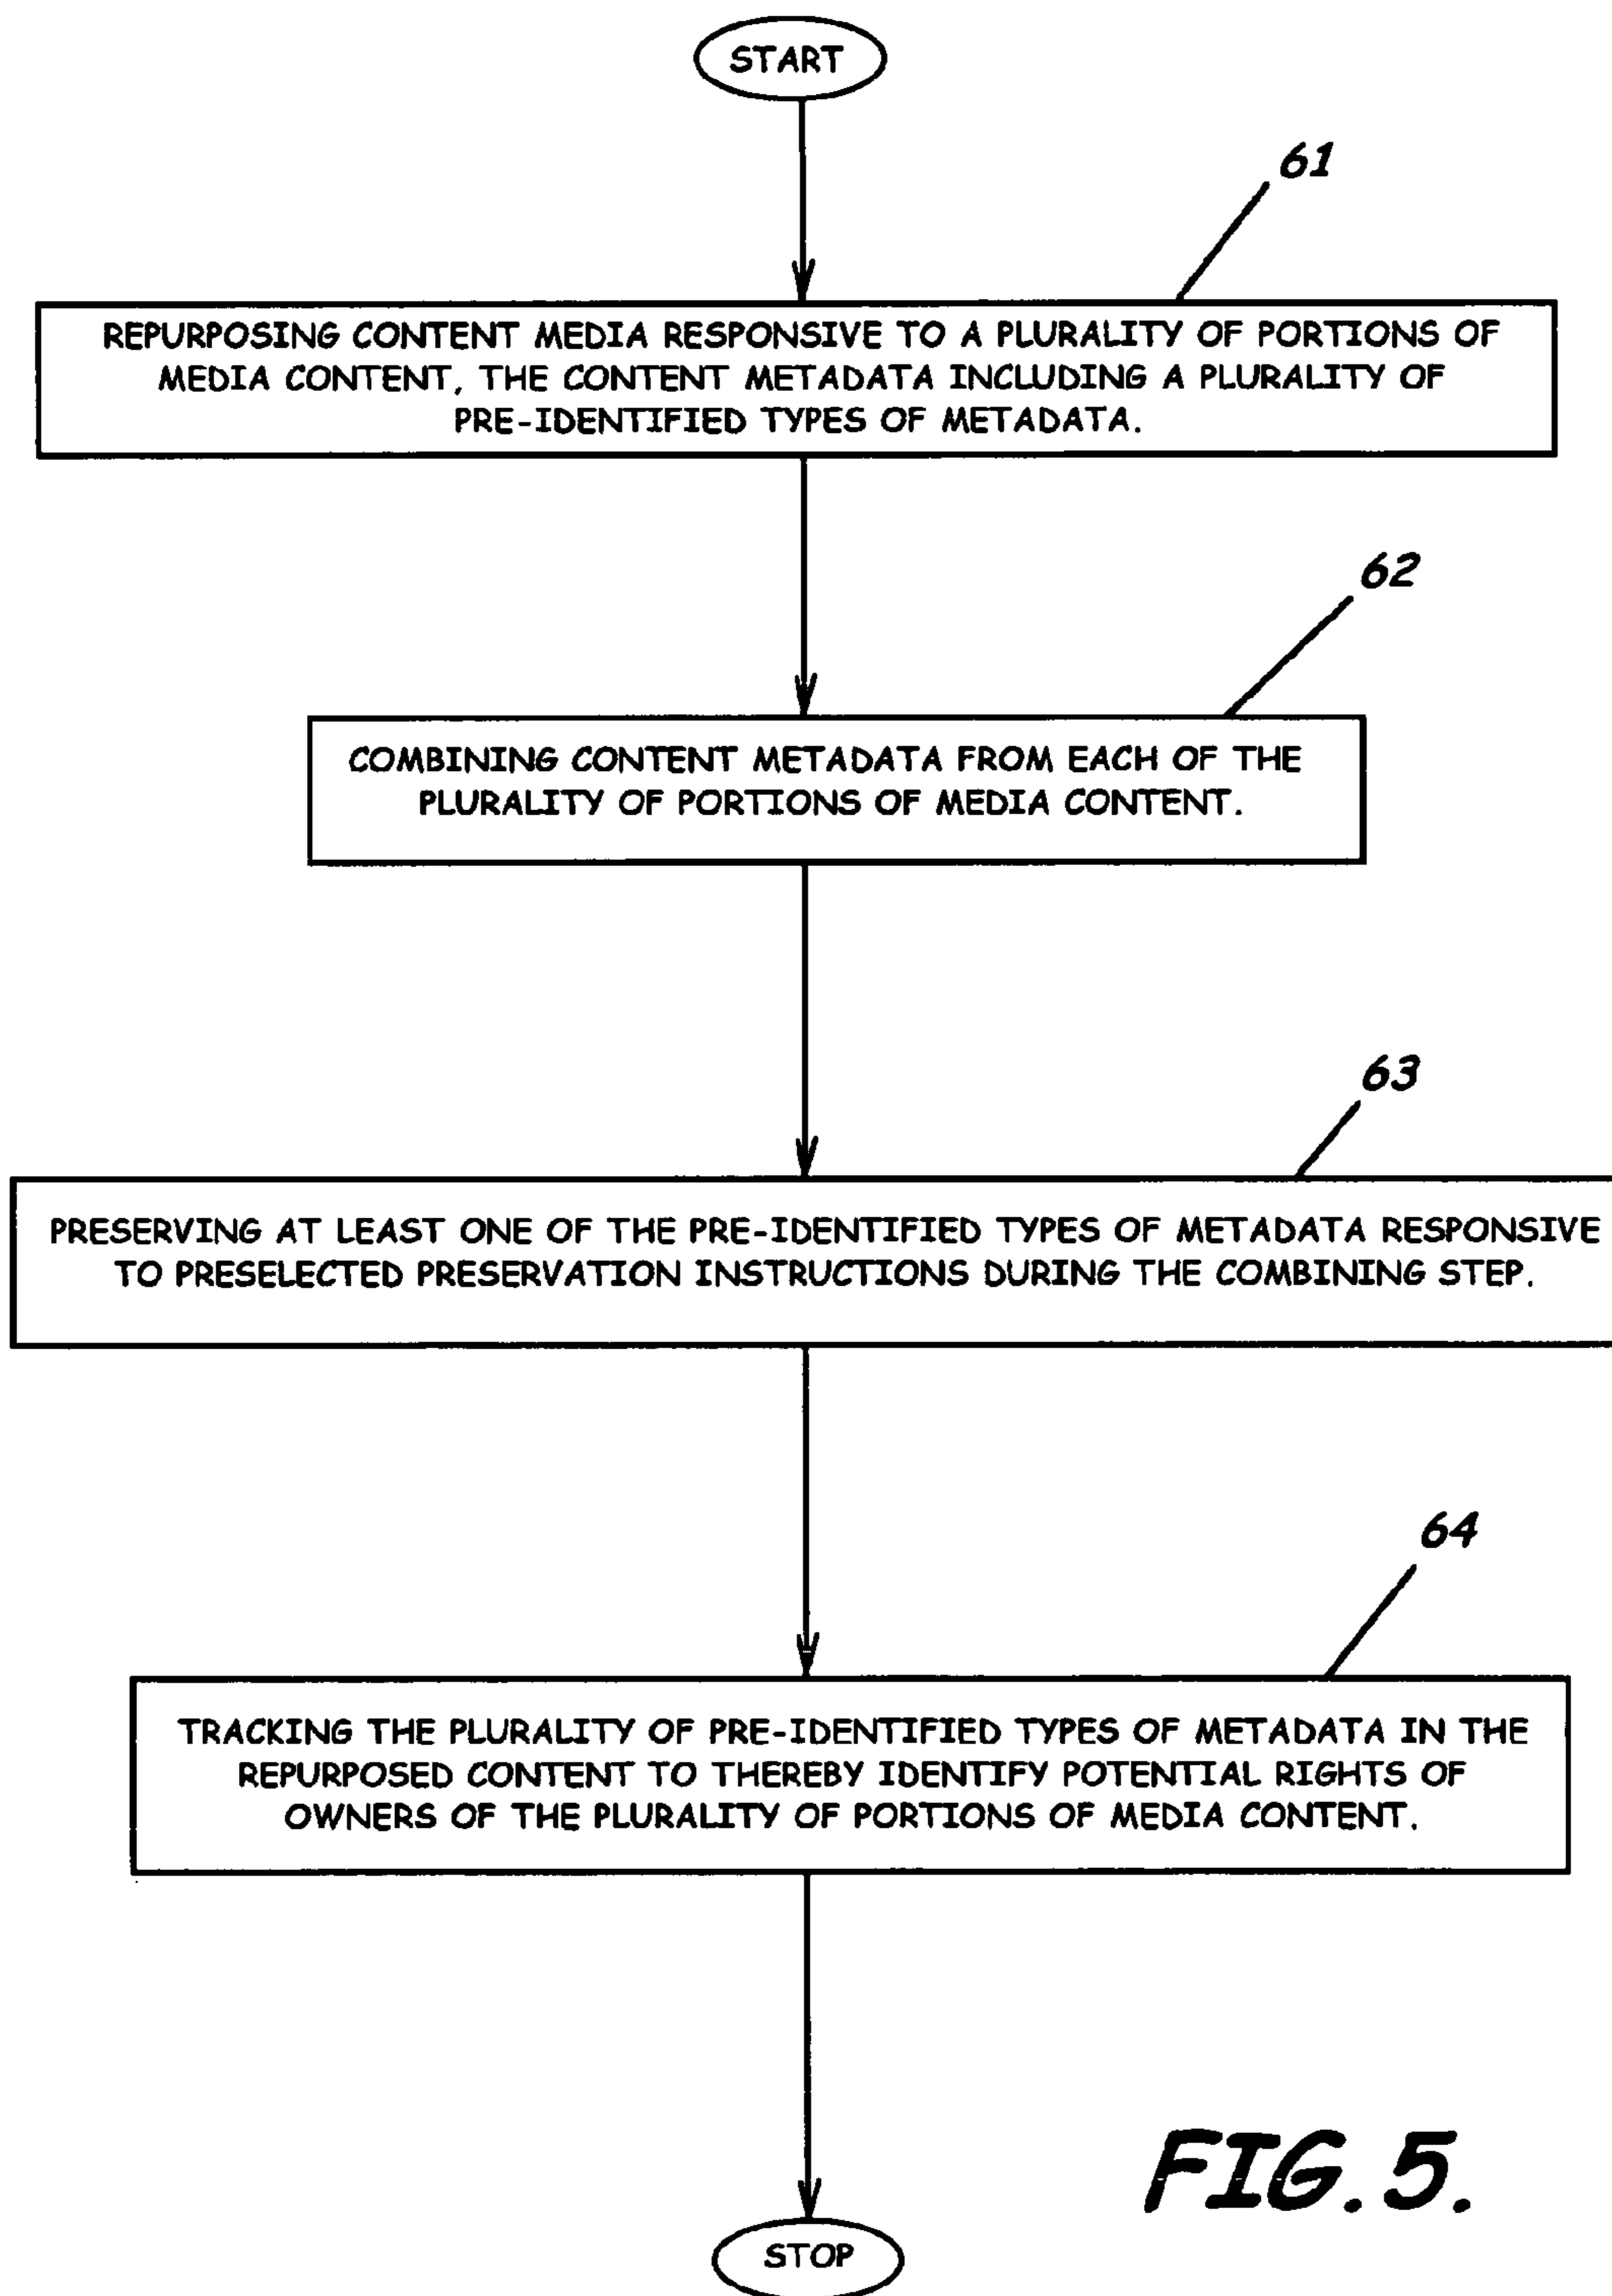 START
61
REPURPOSING CONTENT MEDIA RESPONSIVE TO A PLURALITY OF PORTIONS OF
MEDIA CONTENT, THE CONTENT METADATA INCLUDING A PLURALITY OF
PRE-IDENTIFIED TYPES OF METADATA.
62
COMBINING CONTENT METADATA FROM EACH OF THE
PLURALITY OF PORTIONS OF MEDIA CONTENT.
63
PRESERVING AT LEAST ONE OF THE PRE-IDENTIFIED TYPES OF METADATA RESPONSIVE
TO PRESELECTED PRESERVATION INSTRUCTIONS DURING THE COMBINING STEP.
64
TRACKING THE PLURALITY OF PRE-IDENTIFIED TYPES OF METADATA IN THE
REPURPOSED CONTENT TO THEREBY IDENTIFY POTENTIAL RIGHTS OF
OWNERS OF THE PLURALITY OF PORTIONS OF MEDIA CONTENT.
FIG. 5.
STOP